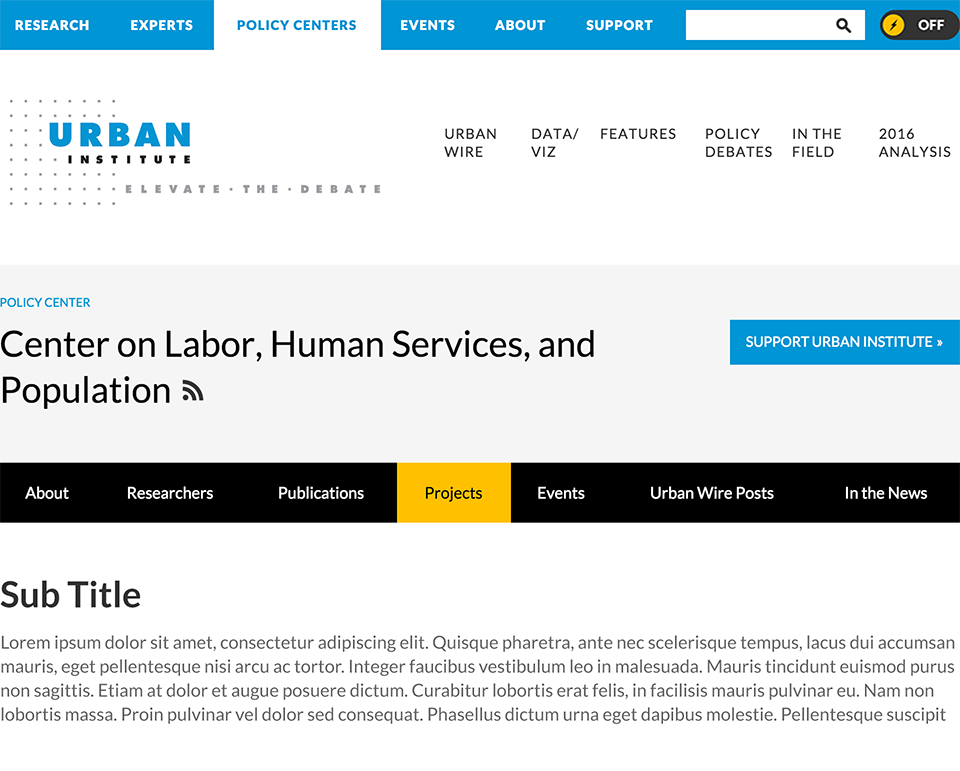 RESEARCH EXPERTS POLICY CENTERS EVENTS ABOUT SUPPORT OFF
URBAN
INSTITUTE
ELEVATE · THE · DEBATE
URBAN WIRE
DATA/ VIZ
FEATURES
POLICY DEBATES
IN THE FIELD
2016 ANALYSIS
POLICY CENTER
Center on Labor, Human Services, and
Population
SUPPORT URBAN INSTITUTE »
About Researchers Publications Projects Events Urban Wire Posts In the News
Sub Title
Lorem ipsum dolor sit amet, consectetur adipiscing elit. Quisque pharetra, ante nec scelerisque tempus, lacus dui accumsan
mauris, eget pellentesque nisi arcu ac tortor. Integer faucibus vestibulum leo in malesuada. Mauris tincidunt euismod purus
non sagittis. Etiam at dolor et augue posuere dictum. Curabitur lobortis erat felis, in facilisis mauris pulvinar eu. Nam non
lobortis massa. Proin pulvinar vel dolor sed consequat. Phasellus dictum urna eget dapibus molestie. Pellentesque suscipit